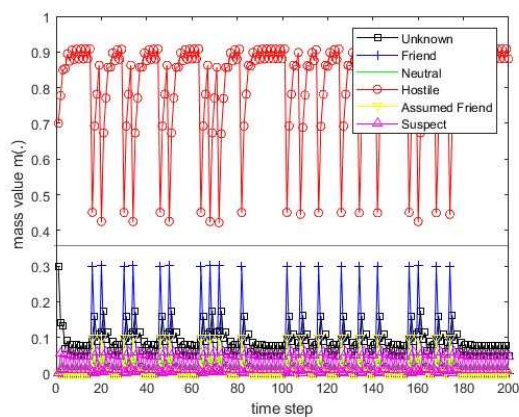 1
0.9
0.8
0.7
0.6
0.5
0.4
0.3
0.2
0.1
0
mass value m(.)
Unknown
Friend
Neutral
Hostile
Assumed Friend
Suspect
0 20 40 60 80 100 120 140 160 180 200
time step